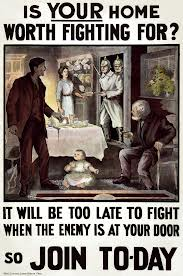 IS YOUR HOME
WORTH FIGHTING FOR?
IT WILL BE TOO LATE TO FIGHT
WHEN THE ENEMY IS AT YOUR DOOR
SO JOIN TO-DAY